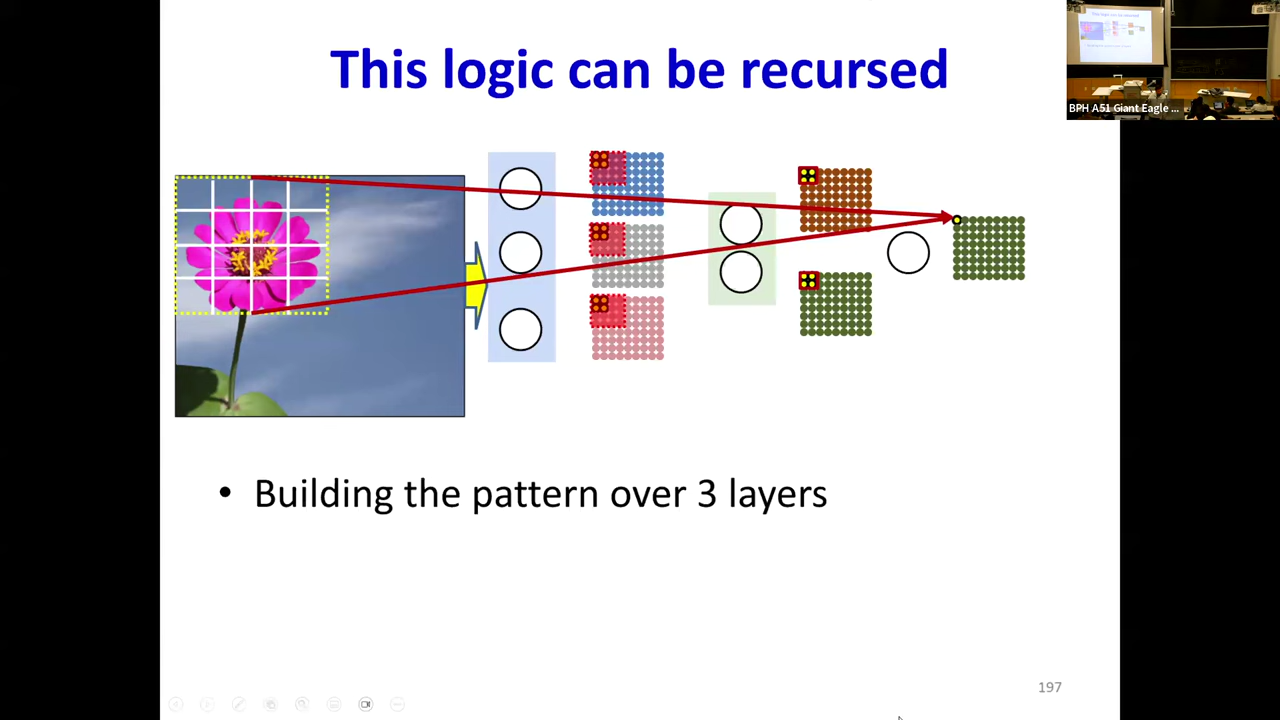 This logic can be recursed
BPH A51 Giant Eagle ...
• Building the pattern over 3 layers
197